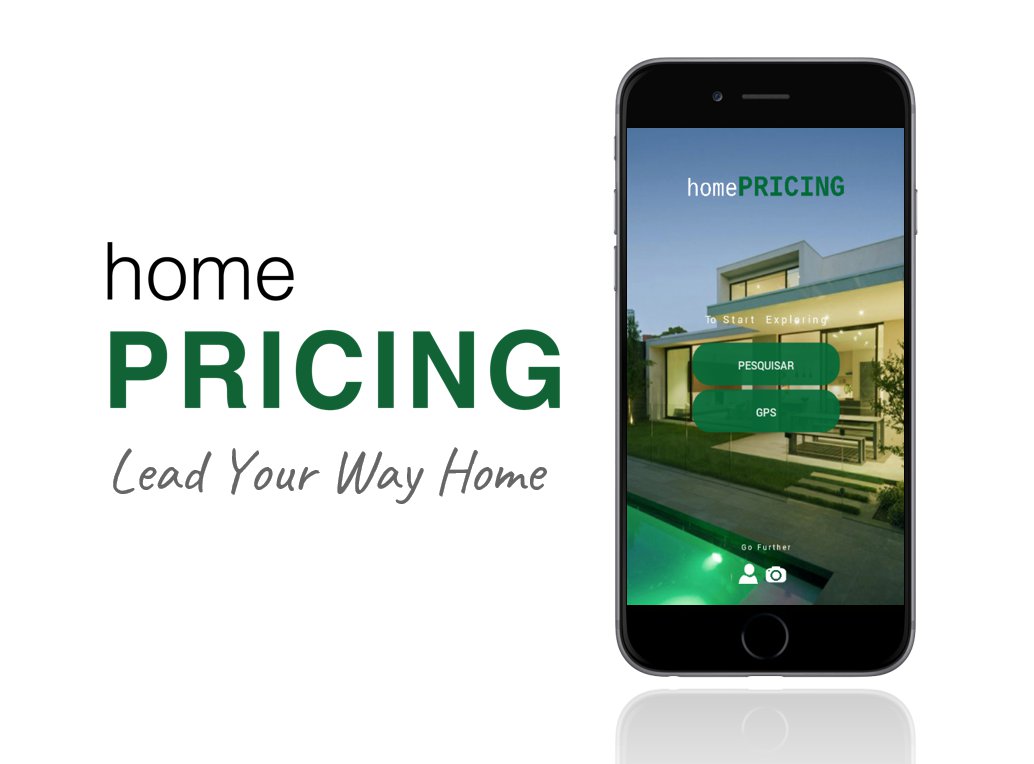 home
PRICING
Lead Your Way Home
homePRICING
To Start Exploring
PESQUISAR
GPS
Go Further